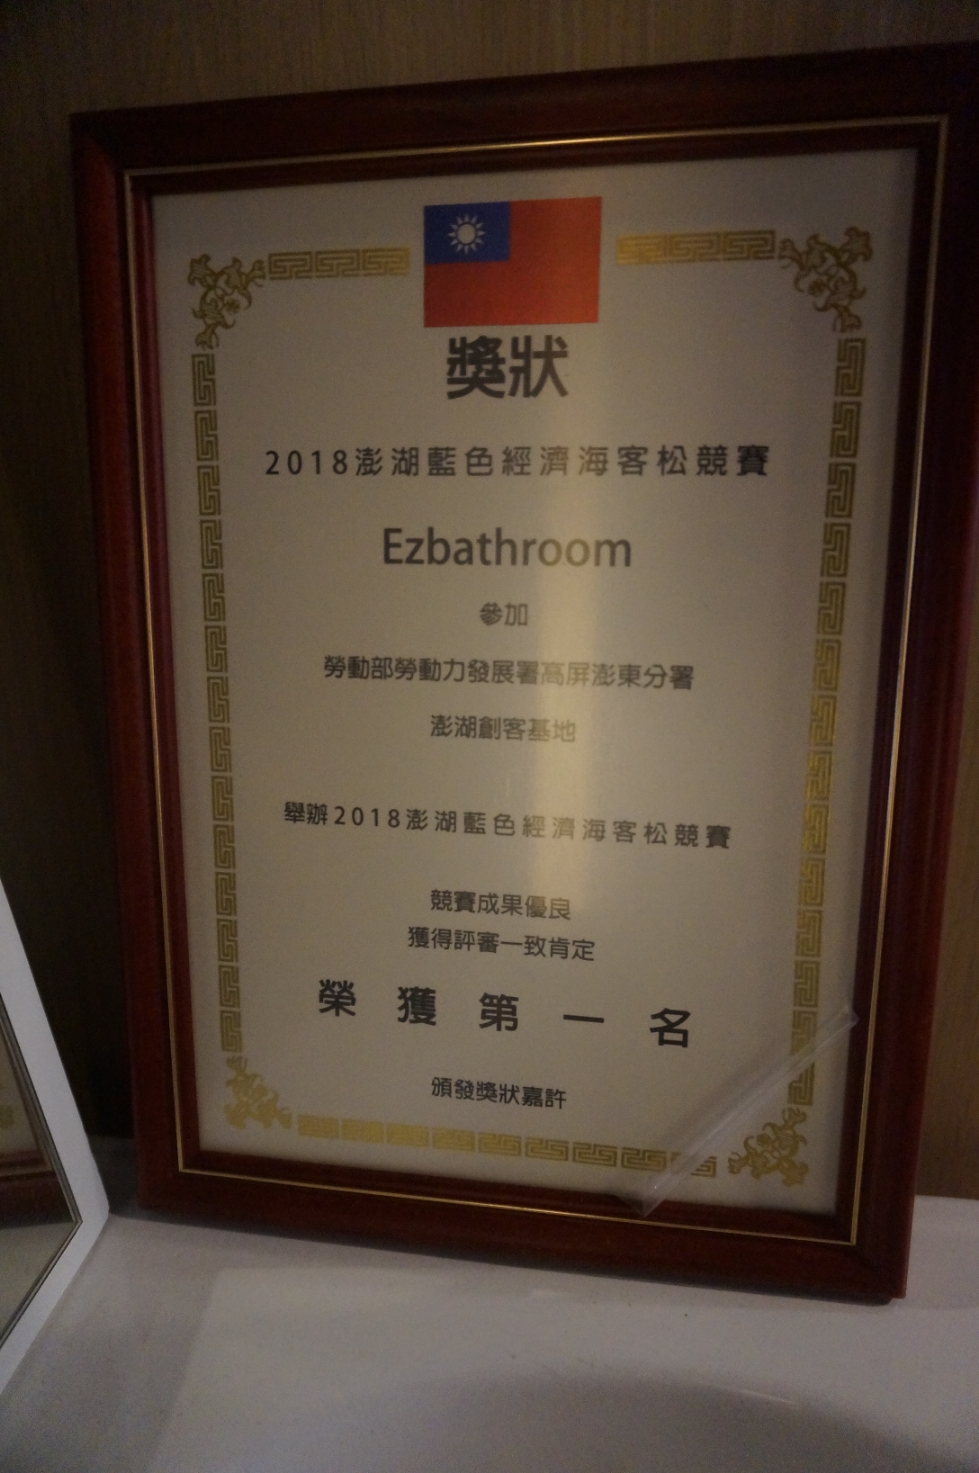 獎狀
2018澎湖藍色經濟海客松競賽
Ezbathroom
參加
勞動部勞動力發展署高屏澎東分署
澎湖創客基地
舉辦2018澎湖藍色經濟海客松競賽
競賽成果優良
獲得評審一致肯定
榮獲第一名
頒發獎狀嘉許